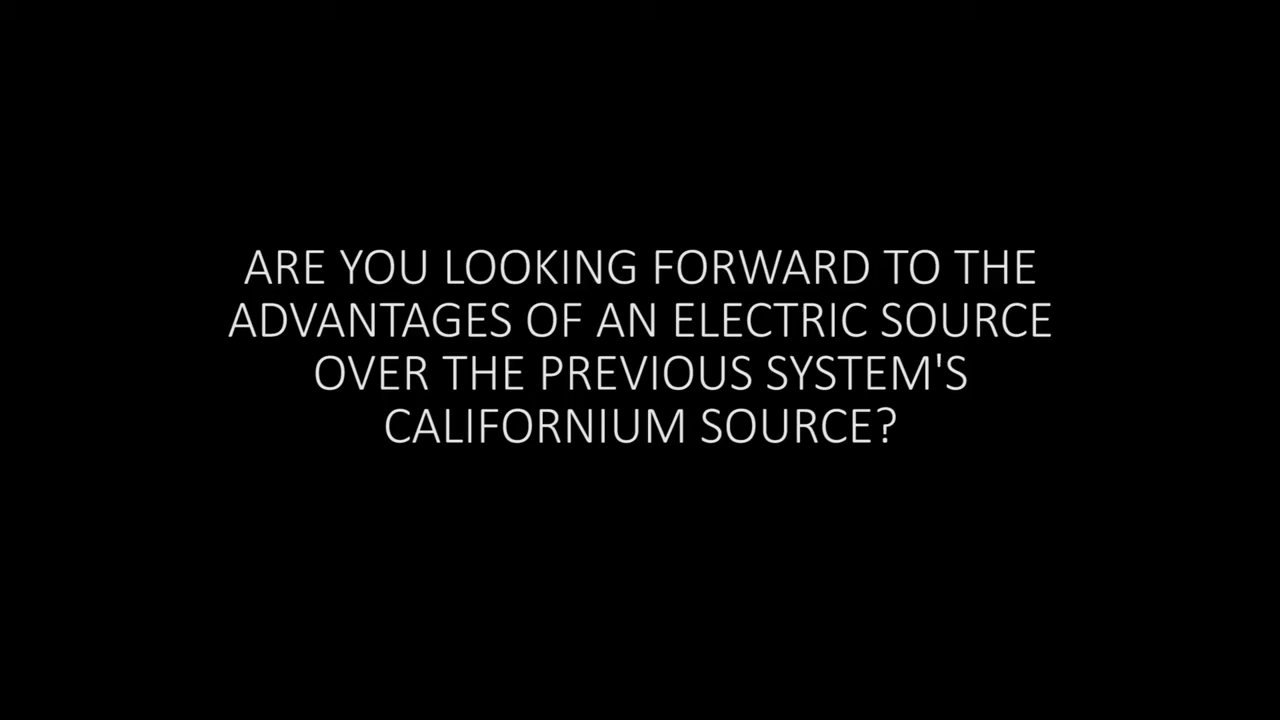 ARE YOU LOOKING FORWARD TO THE
ADVANTAGES OF AN ELECTRIC SOURCE
OVER THE PREVIOUS SYSTEM'S
CALIFORNIUM SOURCE?